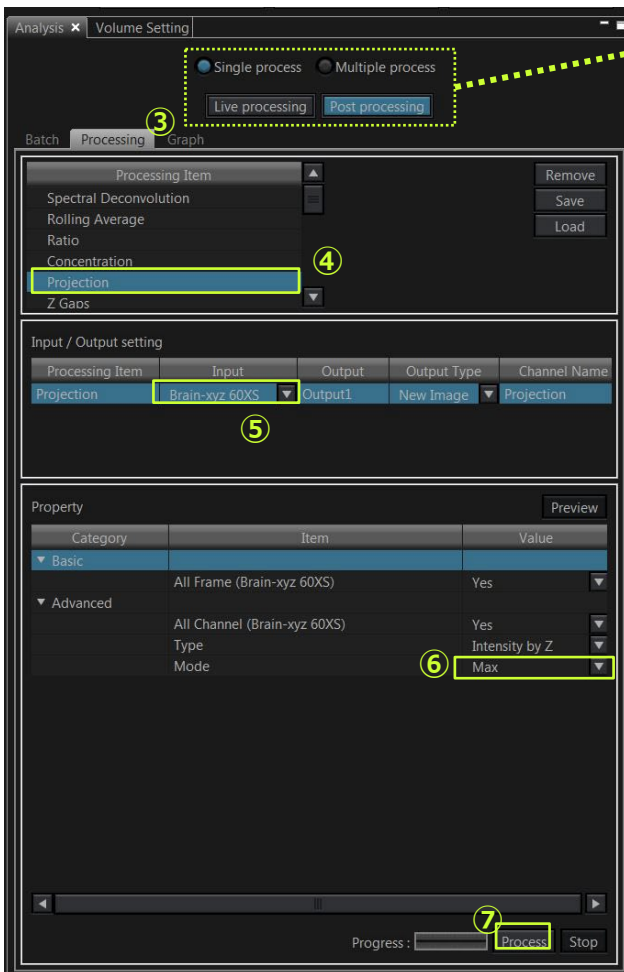 Analysis × Volume Setting
Single process Multiple process
Live processing Post processing
③
Batch Processing Graph
Processing Item Remove
Spectral Deconvolution Save
Rolling Average Load
Ratio
Concentration ④
Projection
Z Gaps
Input / Output setting
Processing Item Input Output Output Type Channel Name
Projection Brain-xyz 60XS Output1 New Image Projection
⑤
Property Preview
Category Item Value
Basic
All Frame (Brain-xyz 60XS) Yes
Advanced
All Channel (Brain-xyz 60XS) Yes
Type Intensity by Z
Mode ⑥ Max
⑦
Progress : Process Stop